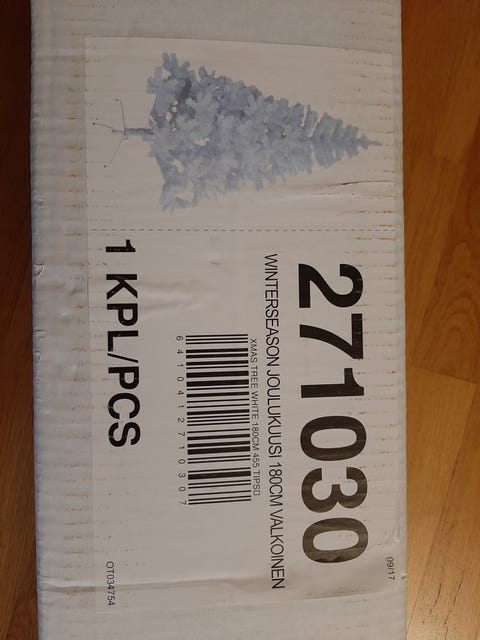 271030
09/17
WINTERSEASON JOULUKUUSI 180CM VALKOINEN
XMAS TREE WHITE 180CM 455 TIPS
6410412710307
1 KPL/PCS
OT034754